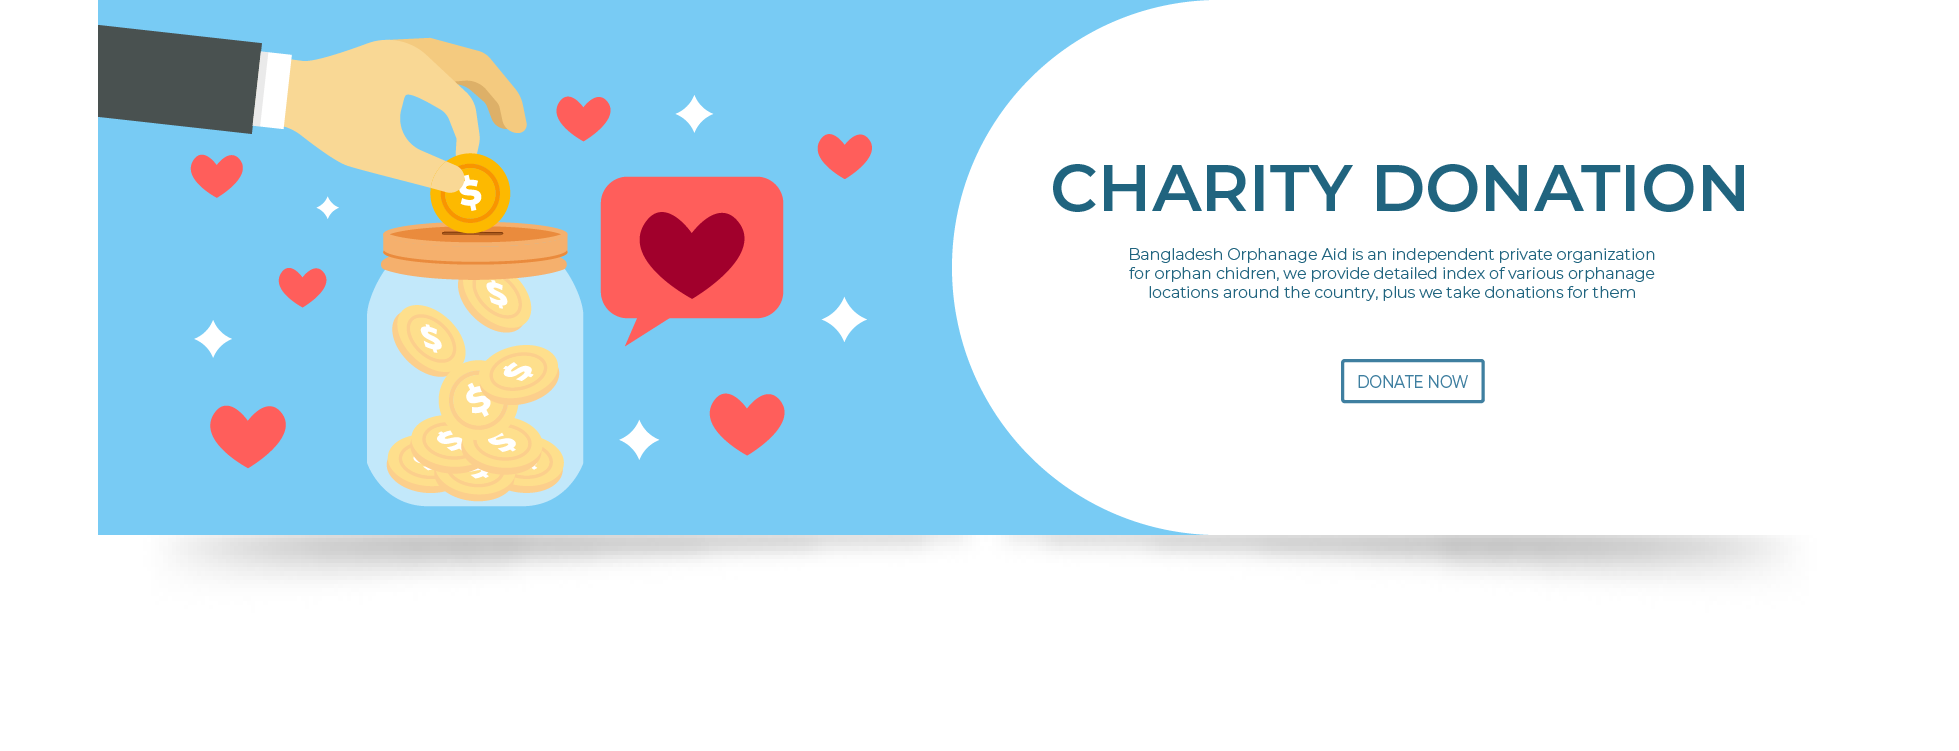 CHARITY DONATION
Bangladesh Orphanage Aid is an independent private organization
for orphan chidren, we provide detailed index of various orphanage
locations around the country, plus we take donations for them
DONATE NOW